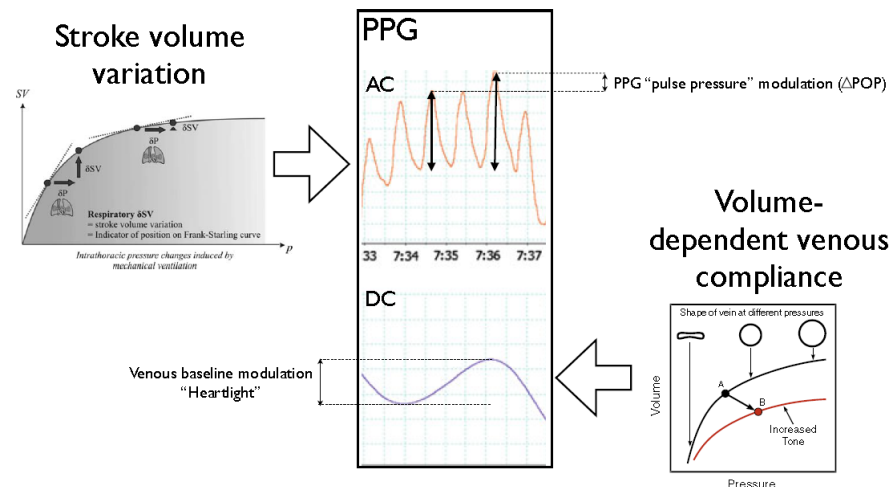 Stroke volume
variation
SV
δSV
δP
δSV
δP
Respiratory δSV
= stroke volume variation
= Indicator of position on Frank-Starling curve
P
Intrathoracic pressure changes induced by
mechanical ventilation
PPG
AC
PPG “pulse pressure” modulation (△POP)
33 7:34 7:35 7:36 7:37
DC
Venous baseline modulation
“Heartlight”
Volume-
dependent venous
compliance
Shape of vein at different pressures
Volume
A
B
Increased
Tone
Pressure